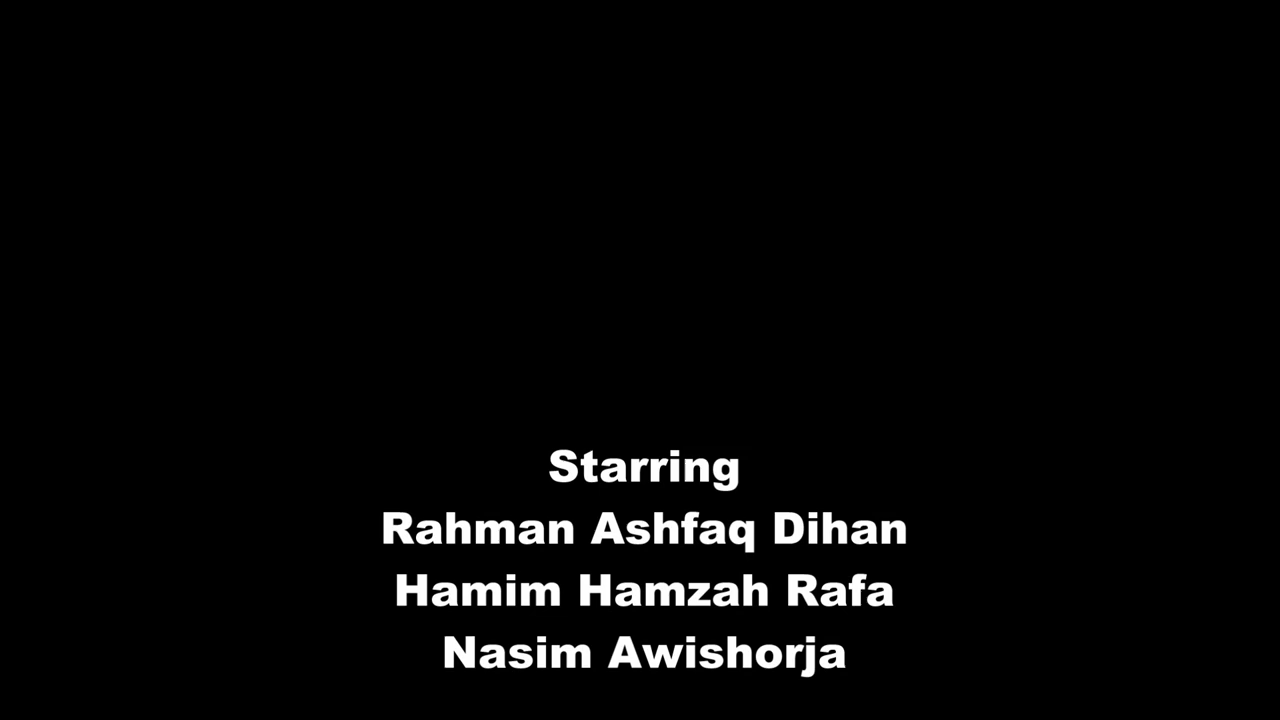 Starring
Rahman Ashfaq Dihan
Hamim Hamzah Rafa
Nasim Awishorja